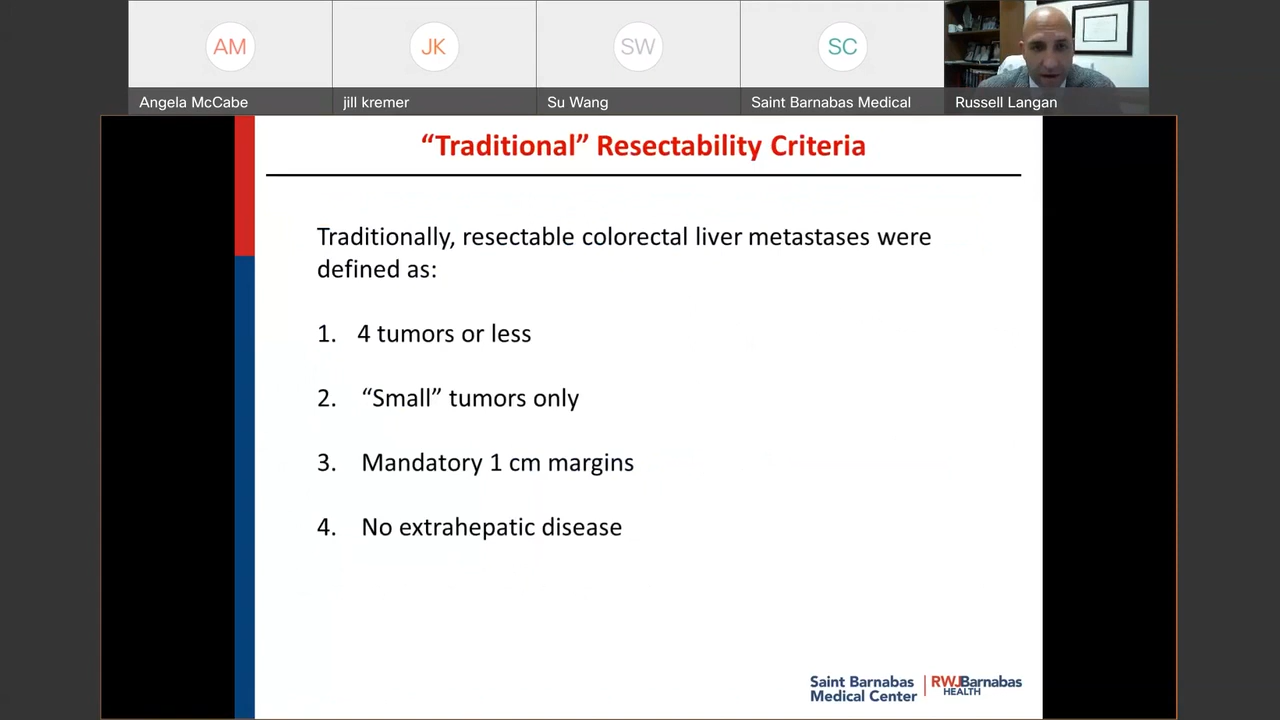 AM
JK
SW
SC
Angela McCabe
jill kremer
Su Wang
Saint Barnabas Medical
Russell Langan
“Traditional” Resectability Criteria
Traditionally, resectable colorectal liver metastases were
defined as:
1. 4 tumors or less
2. “Small” tumors only
3. Mandatory 1 cm margins
4. No extrahepatic disease
Saint Barnabas
Medical Center
RWJBarnabas
HEALTH